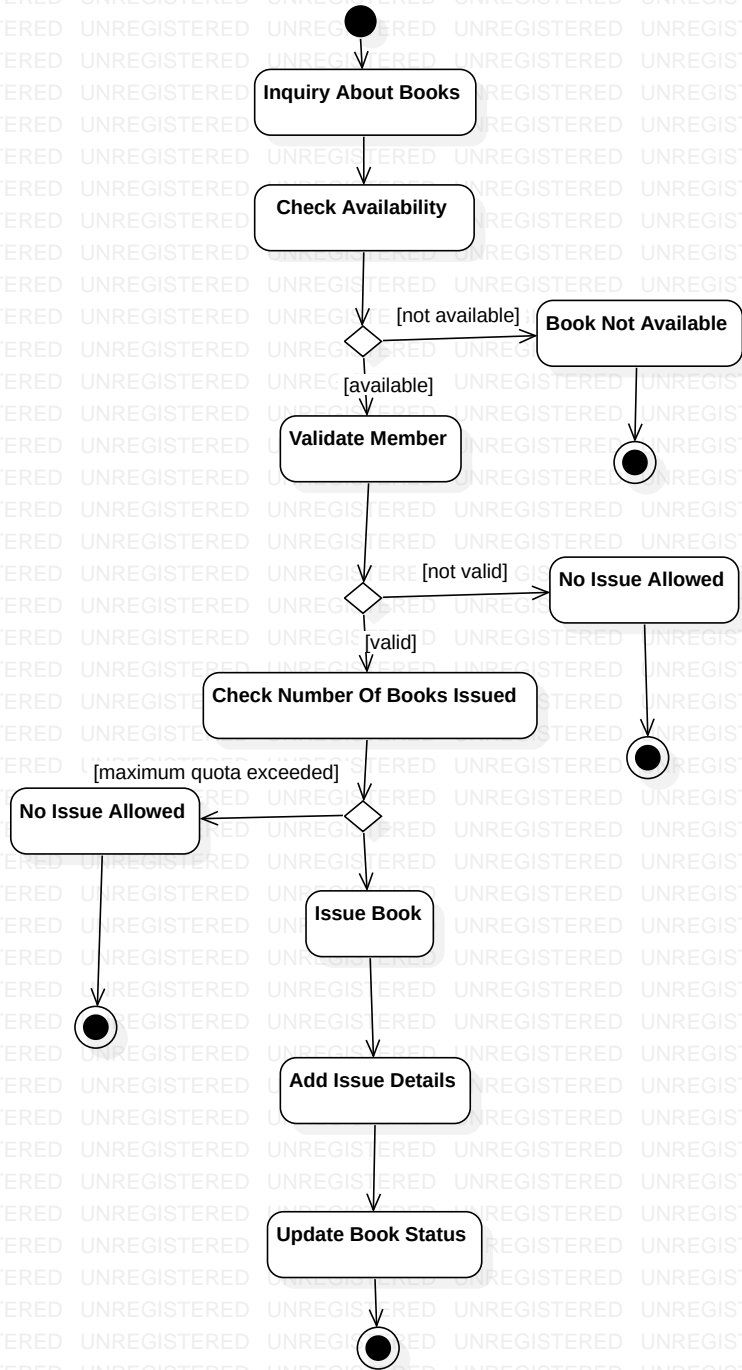 Inquiry About Books
Check Availability
[not available]
Book Not Available
[available]
Validate Member
[not valid]
No Issue Allowed
[valid]
Check Number Of Books Issued
[maximum quota exceeded]
No Issue Allowed
Issue Book
Add Issue Details
Update Book Status
UNREGISTERED